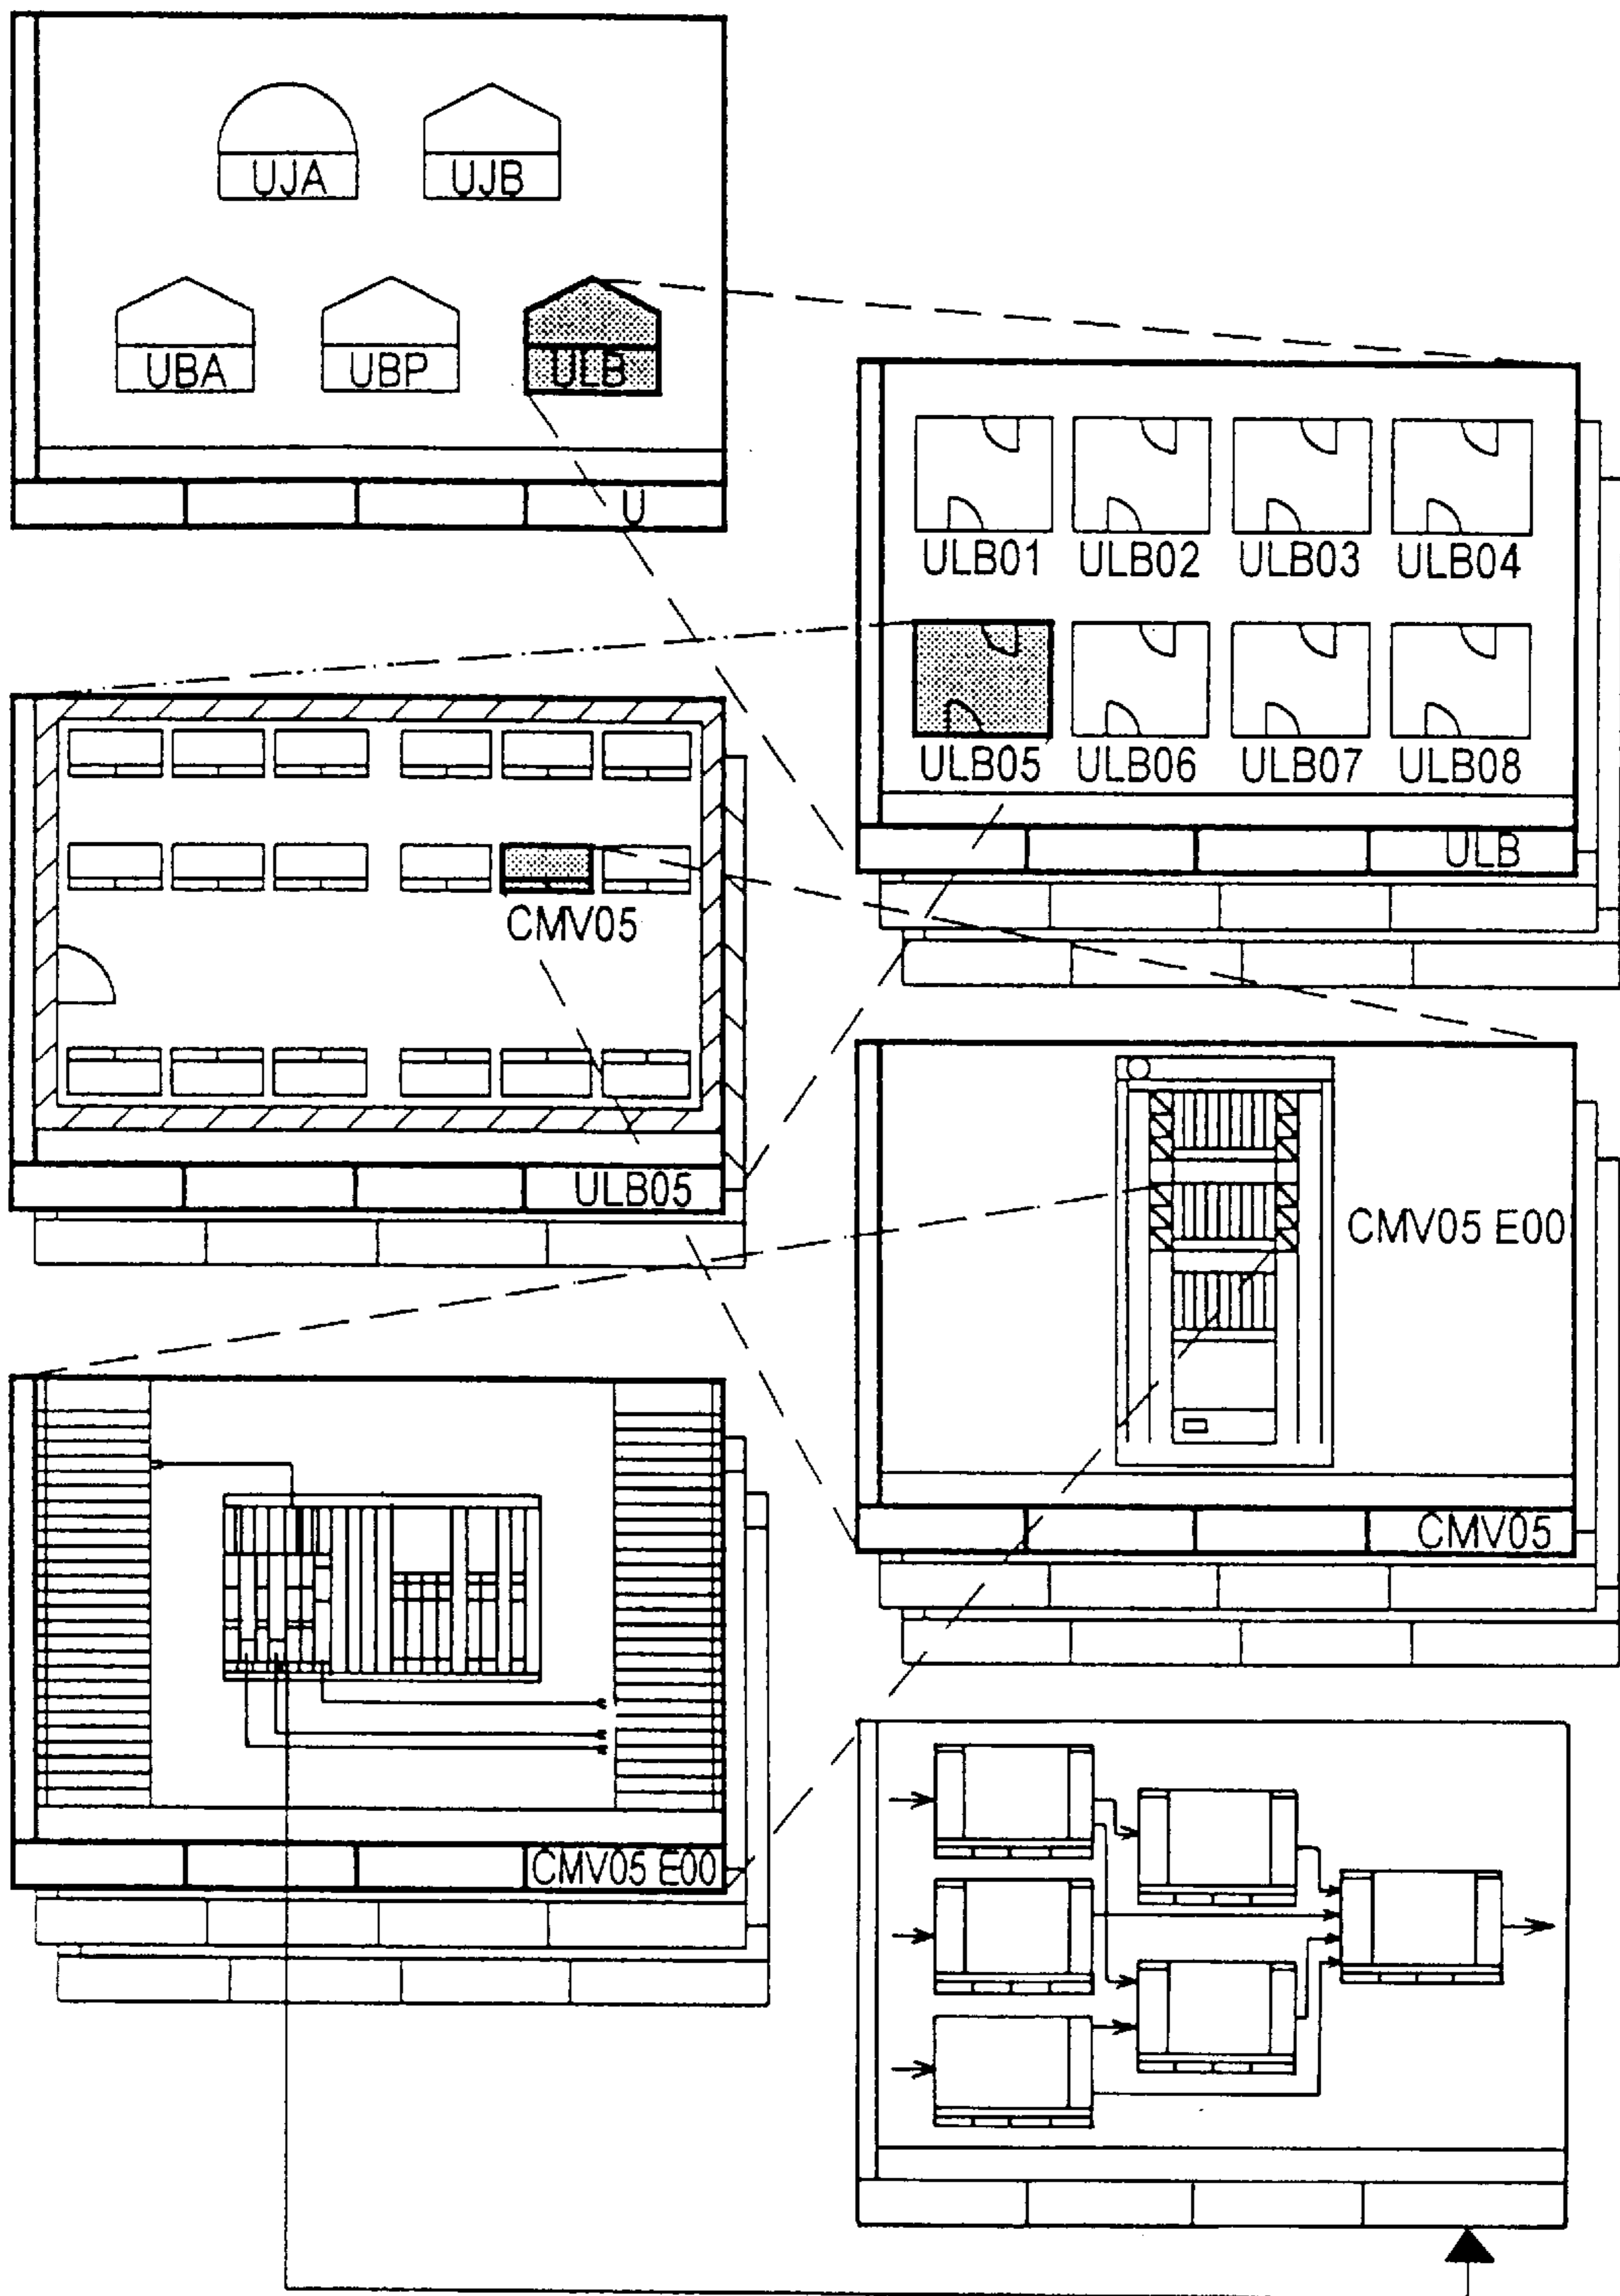 UJA UJB
UBA UBP ULB
U
ULB01 ULB02 ULB03 ULB04
ULB05 ULB06 ULB07 ULB08
ULB
CMV05
ULB05
CMV05 E00
CMV05
CMV05 E00